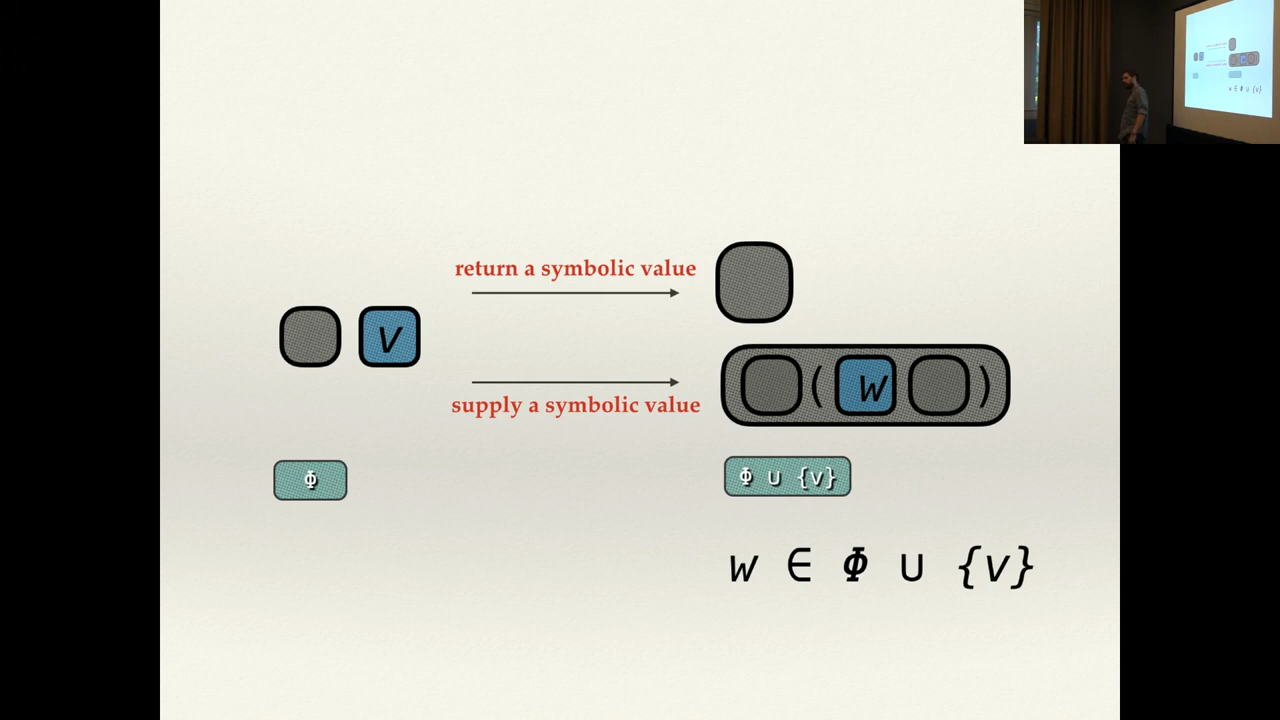 return a symbolic value
V
( w )
supply a symbolic value
Φ
Φ ∪ {v}
w ∈ Φ ∪ {v}